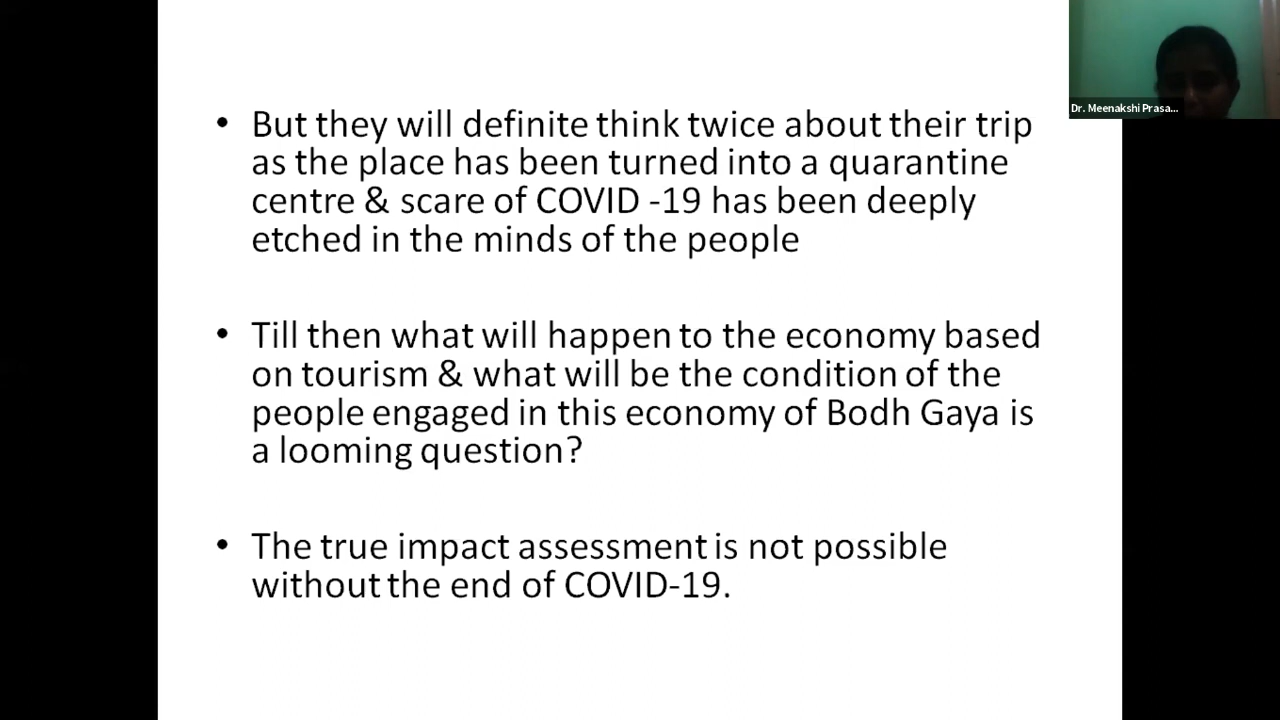 Dr. Meenakshi Prasa...
• But they will definite think twice about their trip
as the place has been turned into a quarantine
centre & scare of COVID -19 has been deeply
etched in the minds of the people
• Till then what will happen to the economy based
on tourism & what will be the condition of the
people engaged in this economy of Bodh Gaya is
a looming question?
• The true impact assessment is not possible
without the end of COVID-19.